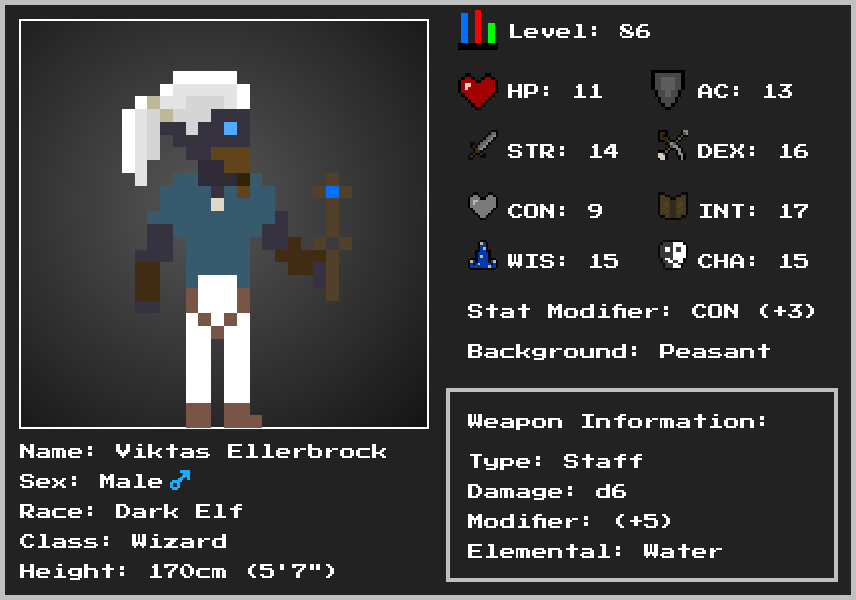 Level: 86
HP: 11 AC: 13
STR: 14 DEX: 16
CON: 9 INT: 17
WIS: 15 CHA: 15
Stat Modifier: CON (+3)
Background: Peasant
Weapon Information:
Type: Staff
Damage: d6
Modifier: (+5)
Elemental: Water
Name: Viktas Ellerbrock
Sex: Male ♂
Race: Dark Elf
Class: Wizard
Height: 170cm (5'7")